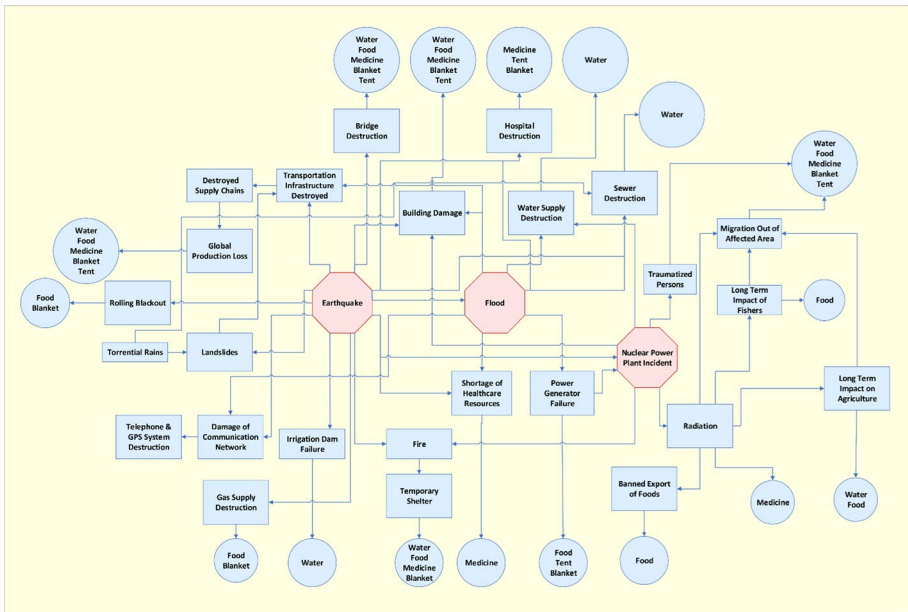 Water
Food
Medicine
Blanket
Tent
Water
Food
Medicine
Blanket
Tent
Medicine
Tent
Blanket
Water
Water
Bridge
Destruction
Hospital
Destruction
Water
Food
Medicine
Blanket
Tent
Destroyed
Supply Chains
Transportation
Infrastructure
Destroyed
Building Damage
Water Supply
Destruction
Sewer
Destruction
Migration Out of
Affected Area
Water
Food
Medicine
Blanket
Tent
Global
Production Loss
Traumatized
Persons
Food
Blanket
Rolling Blackout
Earthquake
Flood
Long Term
Impact of
Fishers
Food
Torrential Rains
Landslides
Nuclear Power
Plant Incident
Shortage of
Healthcare
Resources
Power
Generator
Failure
Long Term
Impact on
Agriculture
Telephone &
GPS System
Destruction
Damage of
Communication
Network
Irrigation Dam
Failure
Fire
Radiation
Gas Supply
Destruction
Temporary
Shelter
Banned Export
of Foods
Medicine
Water
Food
Food
Blanket
Water
Water
Food
Medicine
Blanket
Medicine
Food
Tent
Blanket
Food